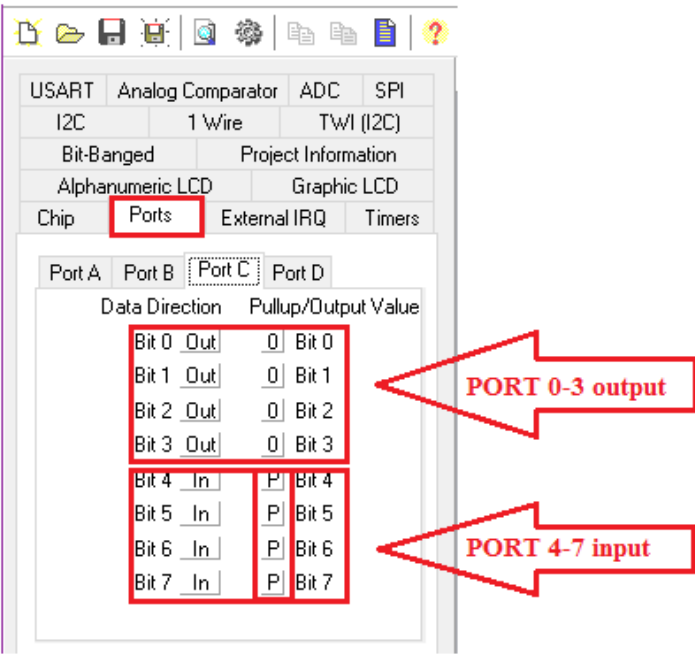 ?
USART Analog Comparator ADC SPI
I2C 1 Wire TWI (I2C)
Bit-Banged Project Information
Alphanumeric LCD Graphic LCD
Chip Ports External IRQ Timers
Port A Port B Port C Port D
Data Direction Pullup/Output Value
Bit 0 Out 0 Bit 0
Bit 1 Out 0 Bit 1
Bit 2 Out 0 Bit 2
Bit 3 Out 0 Bit 3
PORT 0-3 output
Bit 4 In P Bit 4
Bit 5 In P Bit 5
Bit 6 In P Bit 6
Bit 7 In P Bit 7
PORT 4-7 input